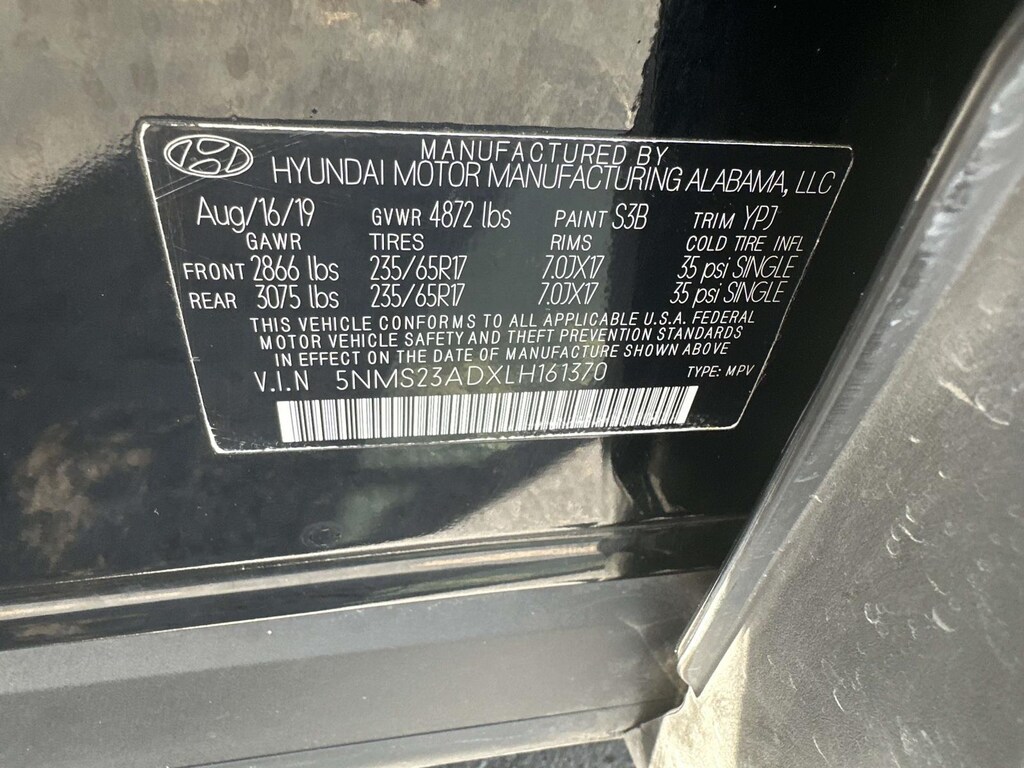 MANUFACTURED BY
HYUNDAI MOTOR MANUFACTURING ALABAMA, LLC
Aug/16/19 GVWR 4872 lbs PAINT S3B TRIM YPJ
GAWR TIRES RIMS COLD TIRE INFL
FRONT 2866 lbs 235/65R17 7.0JX17 35 psi SINGLE
REAR 3075 lbs 235/65R17 7.0JX17 35 psi SINGLE
THIS VEHICLE CONFORMS TO ALL APPLICABLE U.S.A. FEDERAL
MOTOR VEHICLE SAFETY AND THEFT PREVENTION STANDARDS
IN EFFECT ON THE DATE OF MANUFACTURE SHOWN ABOVE
V.I.N 5NMS23ADXLH161370 TYPE: MPV